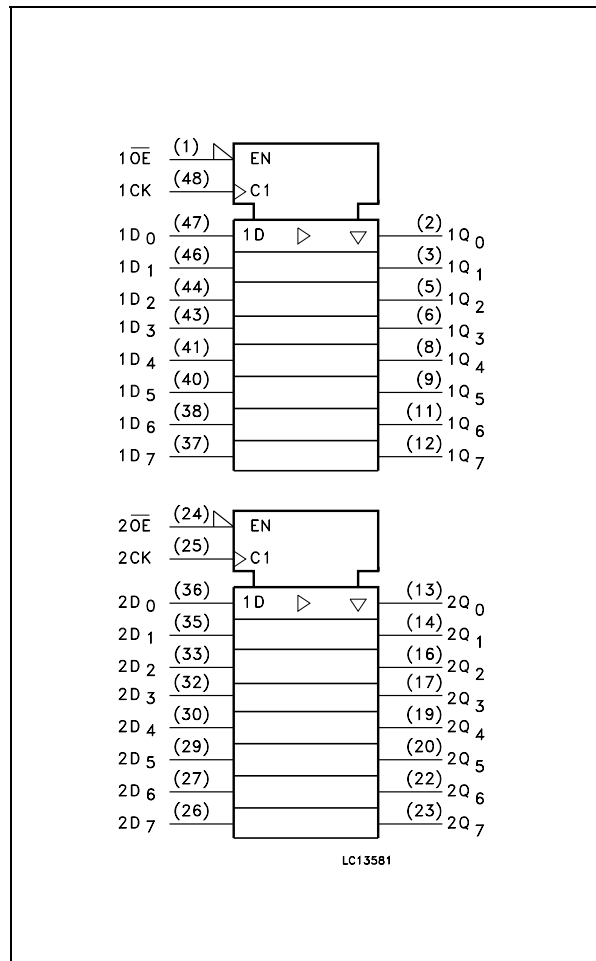 1O̅E̅ (1) EN
1CK (48) C1
1D0 (47) 1D (2) 1Q0
1D1 (46) (3) 1Q1
1D2 (44) (5) 1Q2
1D3 (43) (6) 1Q3
1D4 (41) (8) 1Q4
1D5 (40) (9) 1Q5
1D6 (38) (11) 1Q6
1D7 (37) (12) 1Q7
2O̅E̅ (24) EN
2CK (25) C1
2D0 (36) 1D (13) 2Q0
2D1 (35) (14) 2Q1
2D2 (33) (16) 2Q2
2D3 (32) (17) 2Q3
2D4 (30) (19) 2Q4
2D5 (29) (20) 2Q5
2D6 (27) (22) 2Q6
2D7 (26) (23) 2Q7
LC13581